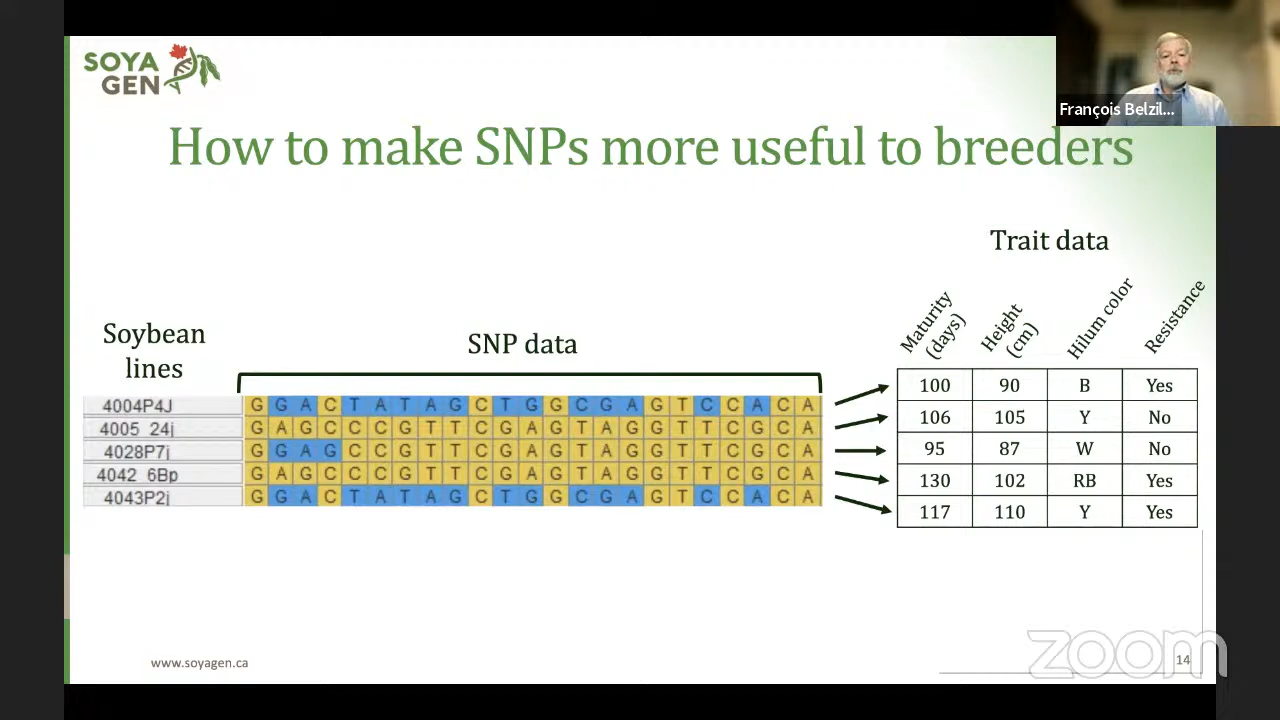 SOYA
GEN
François Belzil...
How to make SNPs more useful to breeders
Trait data
Maturity
(days)
Height
(cm)
Hilum color
Resistance
Soybean
lines
SNP data
4004P4J G G A C T A T A G C T G G C G A G T C C A C A 100 90 B Yes
4005 24j G A G C C C G T T C G A G T A G G T T C G C A 106 105 Y No
4028P7j G G A G C C G T T C G A G T A G G T T C G C A 95 87 W No
4042 6Bp G A G C C C G T T C G A G T A G G T T C G C A 130 102 RB Yes
4043P2j G G A C T A T A G C T G G C G A G T C C A C A 117 110 Y Yes
www.soyagen.ca
zoom
14